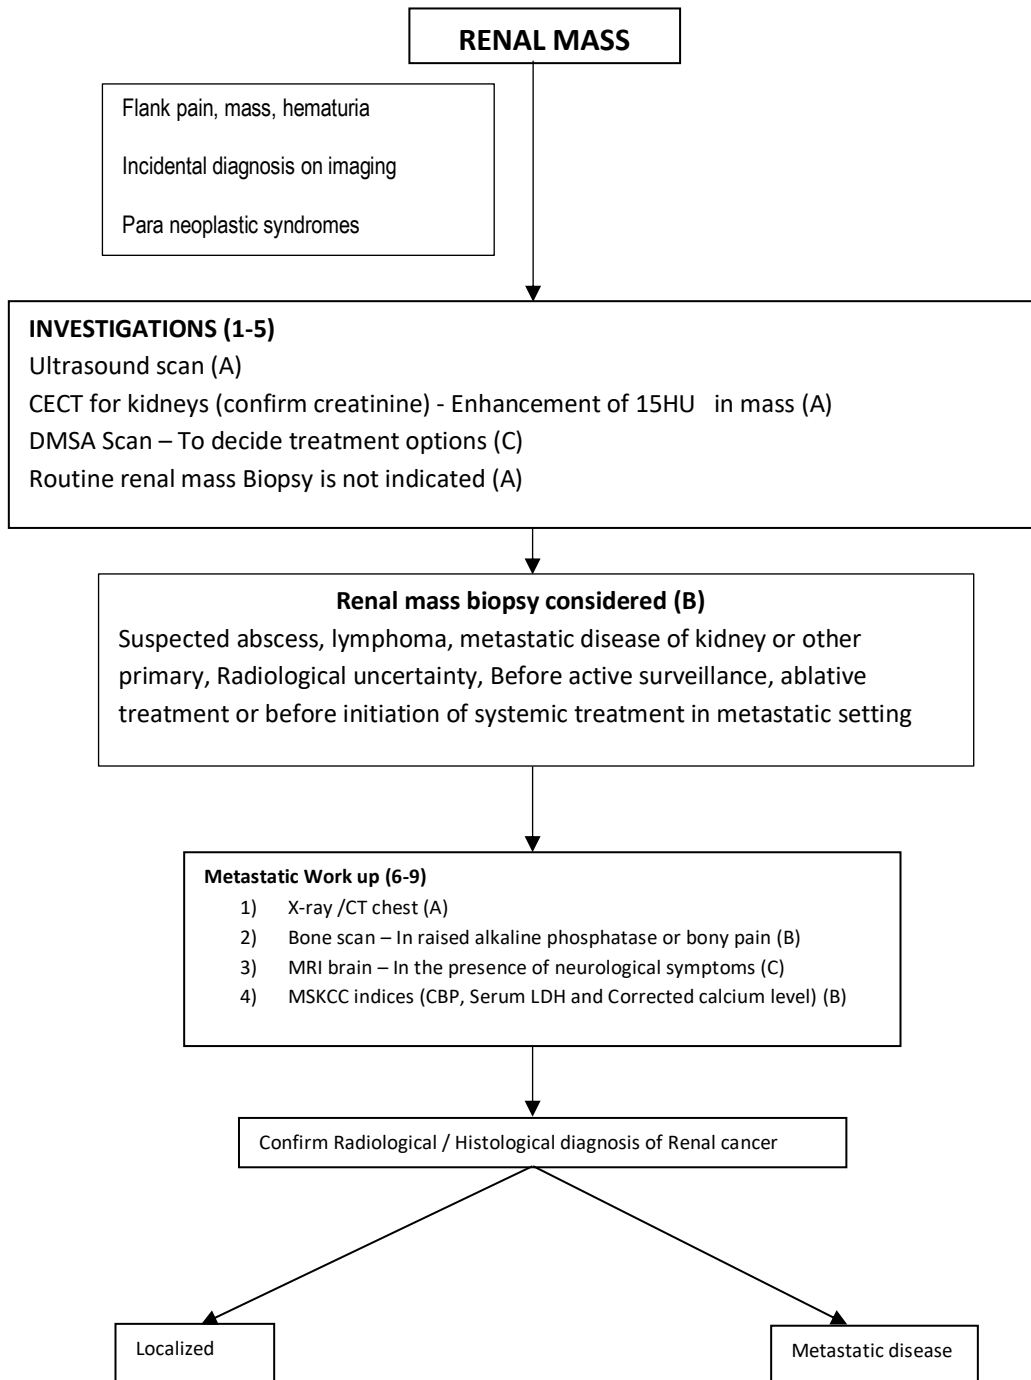 RENAL MASS
Flank pain, mass, hematuria
Incidental diagnosis on imaging
Para neoplastic syndromes
INVESTIGATIONS (1-5)
Ultrasound scan (A)
CECT for kidneys (confirm creatinine) - Enhancement of 15HU in mass (A)
DMSA Scan – To decide treatment options (C)
Routine renal mass Biopsy is not indicated (A)
Renal mass biopsy considered (B)
Suspected abscess, lymphoma, metastatic disease of kidney or other
primary, Radiological uncertainty, Before active surveillance, ablative
treatment or before initiation of systemic treatment in metastatic setting
Metastatic Work up (6-9)
1) X-ray /CT chest (A)
2) Bone scan – In raised alkaline phosphatase or bony pain (B)
3) MRI brain – In the presence of neurological symptoms (C)
4) MSKCC indices (CBP, Serum LDH and Corrected calcium level) (B)
Confirm Radiological / Histological diagnosis of Renal cancer
Localized
Metastatic disease